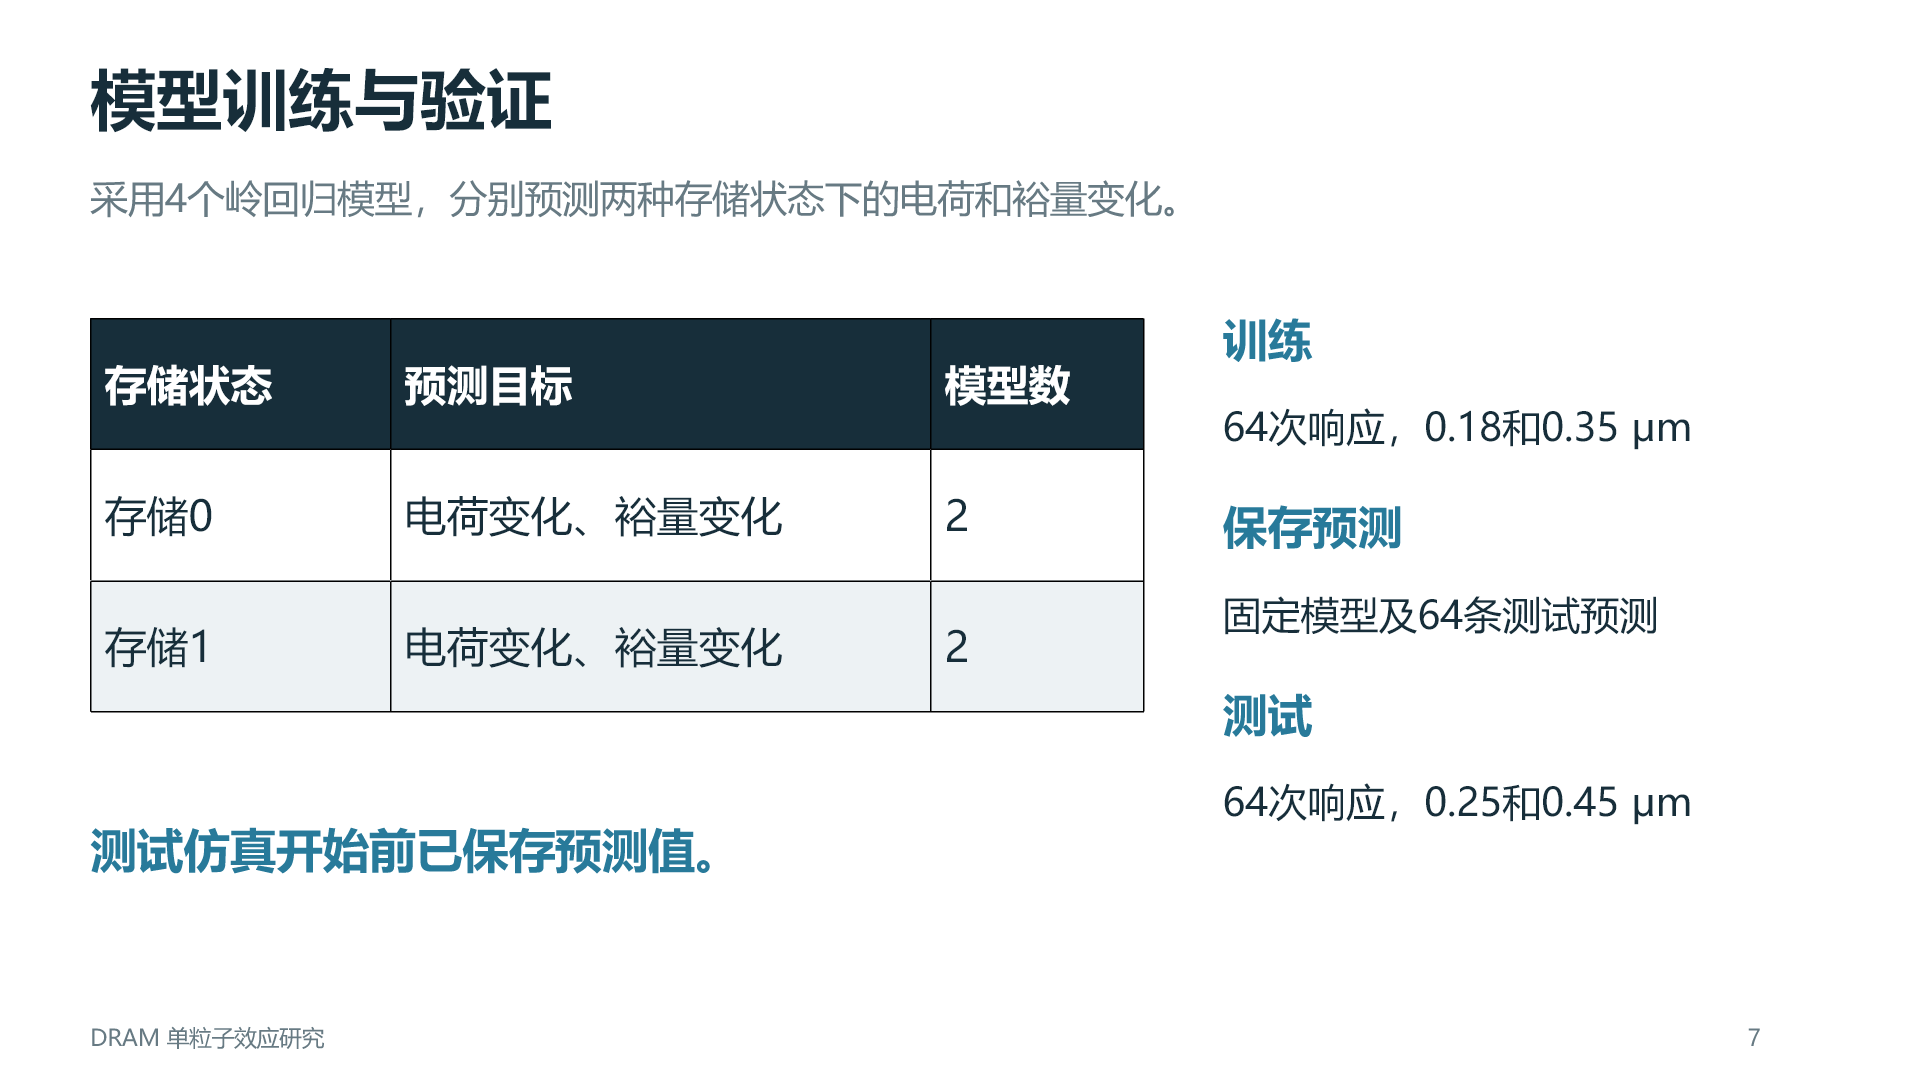 模型训练与验证
采用4个岭回归模型，分别预测两种存储状态下的电荷和裕量变化。
存储状态 预测目标 模型数
存储0 电荷变化、裕量变化 2
存储1 电荷变化、裕量变化 2
测试仿真开始前已保存预测值。
训练
64次响应，0.18和0.35 μm
保存预测
固定模型及64条测试预测
测试
64次响应，0.25和0.45 μm
DRAM 单粒子效应研究
7